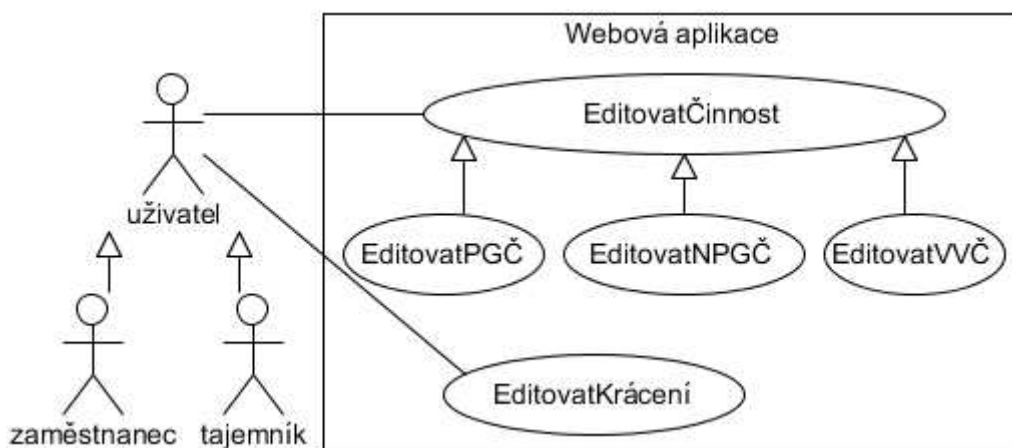 Webová aplikace
EditovatČinnost
uživatel
EditovatPGČ
EditovatNPGČ
EditovatVVČ
EditovatKrácení
zaměstnanec
tajemník